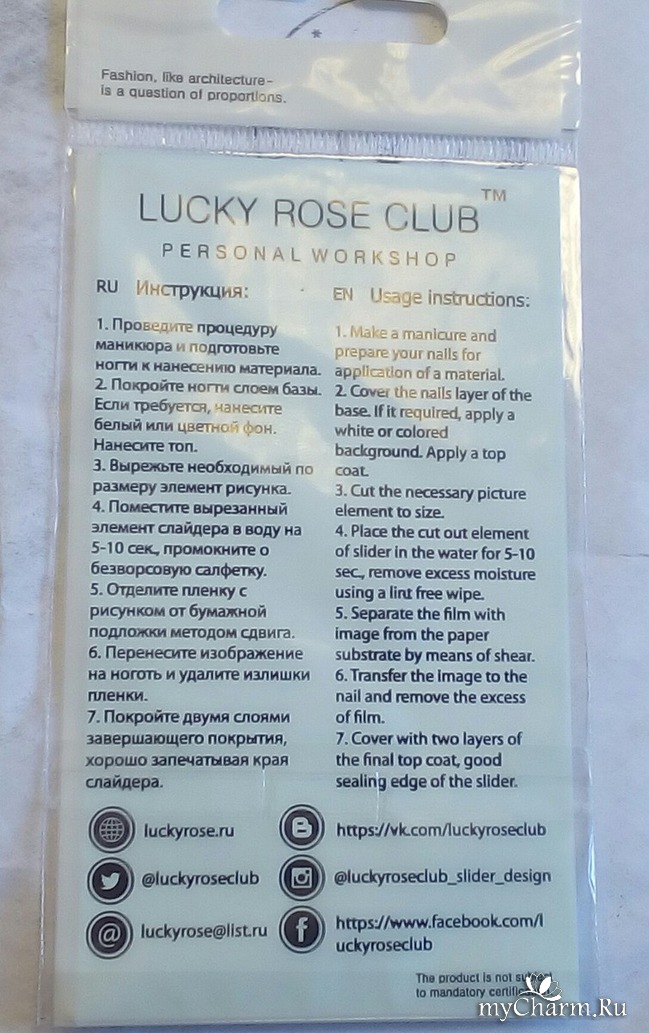 Fashion, like architecture-
is a question of proportions.
LUCKY ROSE CLUB™
PERSONAL WORKSHOP
RU Инструкция:
1. Проведите процедуру
маникюра и подготовьте
ногти к нанесению материала.
2. Покройте ногти слоем базы.
Если требуется, нанесите
белый или цветной фон.
Нанесите топ.
3. Вырежьте необходимый по
размеру элемент рисунка.
4. Поместите вырезанный
элемент слайдера в воду на
5-10 сек., промокните о
безворсовую салфетку.
5. Отделите пленку с
рисунком от бумажной
подложки методом сдвига.
6. Перенесите изображение
на ноготь и удалите излишки
пленки.
7. Покройте двумя слоями
завершающего покрытия,
хорошо запечатывая края
слайдера.
EN Usage instructions:
1. Make a manicure and
prepare your nails for
application of a material.
2. Cover the nails layer of the
base. If it required, apply a
white or colored
background. Apply a top
coat.
3. Cut the necessary picture
element to size.
4. Place the cut out element
of slider in the water for 5-10
sec., remove excess moisture
using a lint free wipe.
5. Separate the film with
image from the paper
substrate by means of shear.
6. Transfer the image to the
nail and remove the excess
of film.
7. Cover with two layers of
the final top coat, good
sealing edge of the slider.
luckyrose.ru
https://vk.com/luckyroseclub
@luckyroseclub
@luckyroseclub_slider_design
luckyrose@list.ru
https://www.facebook.com/l
uckyroseclub
The product is not
to mandatory
myCharm.Ru